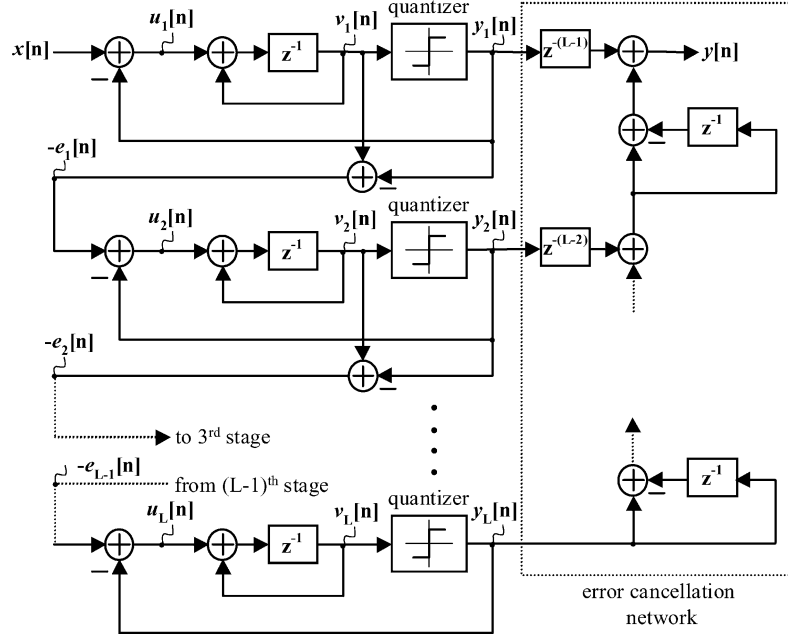 x[n]
u1[n]
z-1
v1[n]
quantizer
y1[n]
z-(L-1)
y[n]
z-1
-e1[n]
u2[n]
z-1
v2[n]
quantizer
y2[n]
z-(L-2)
-e2[n]
to 3rd stage
-eL-1[n]
from (L-1)th stage
z-1
uL[n]
z-1
vL[n]
quantizer
yL[n]
error cancellation
network